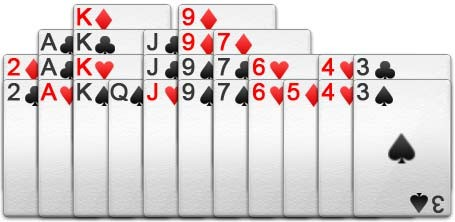 K♦ 9♦
A♣ K♣ J♣ 9♦ 7♦
2♦ A♣ K♥ J♣ 9♠ 7♠ 6♥ 4♥ 3♣
2♣ A♥ K♠ Q♠ J♥ 9♠ 7♠ 6♥ 5♦ 4♥ 3♠
3♠